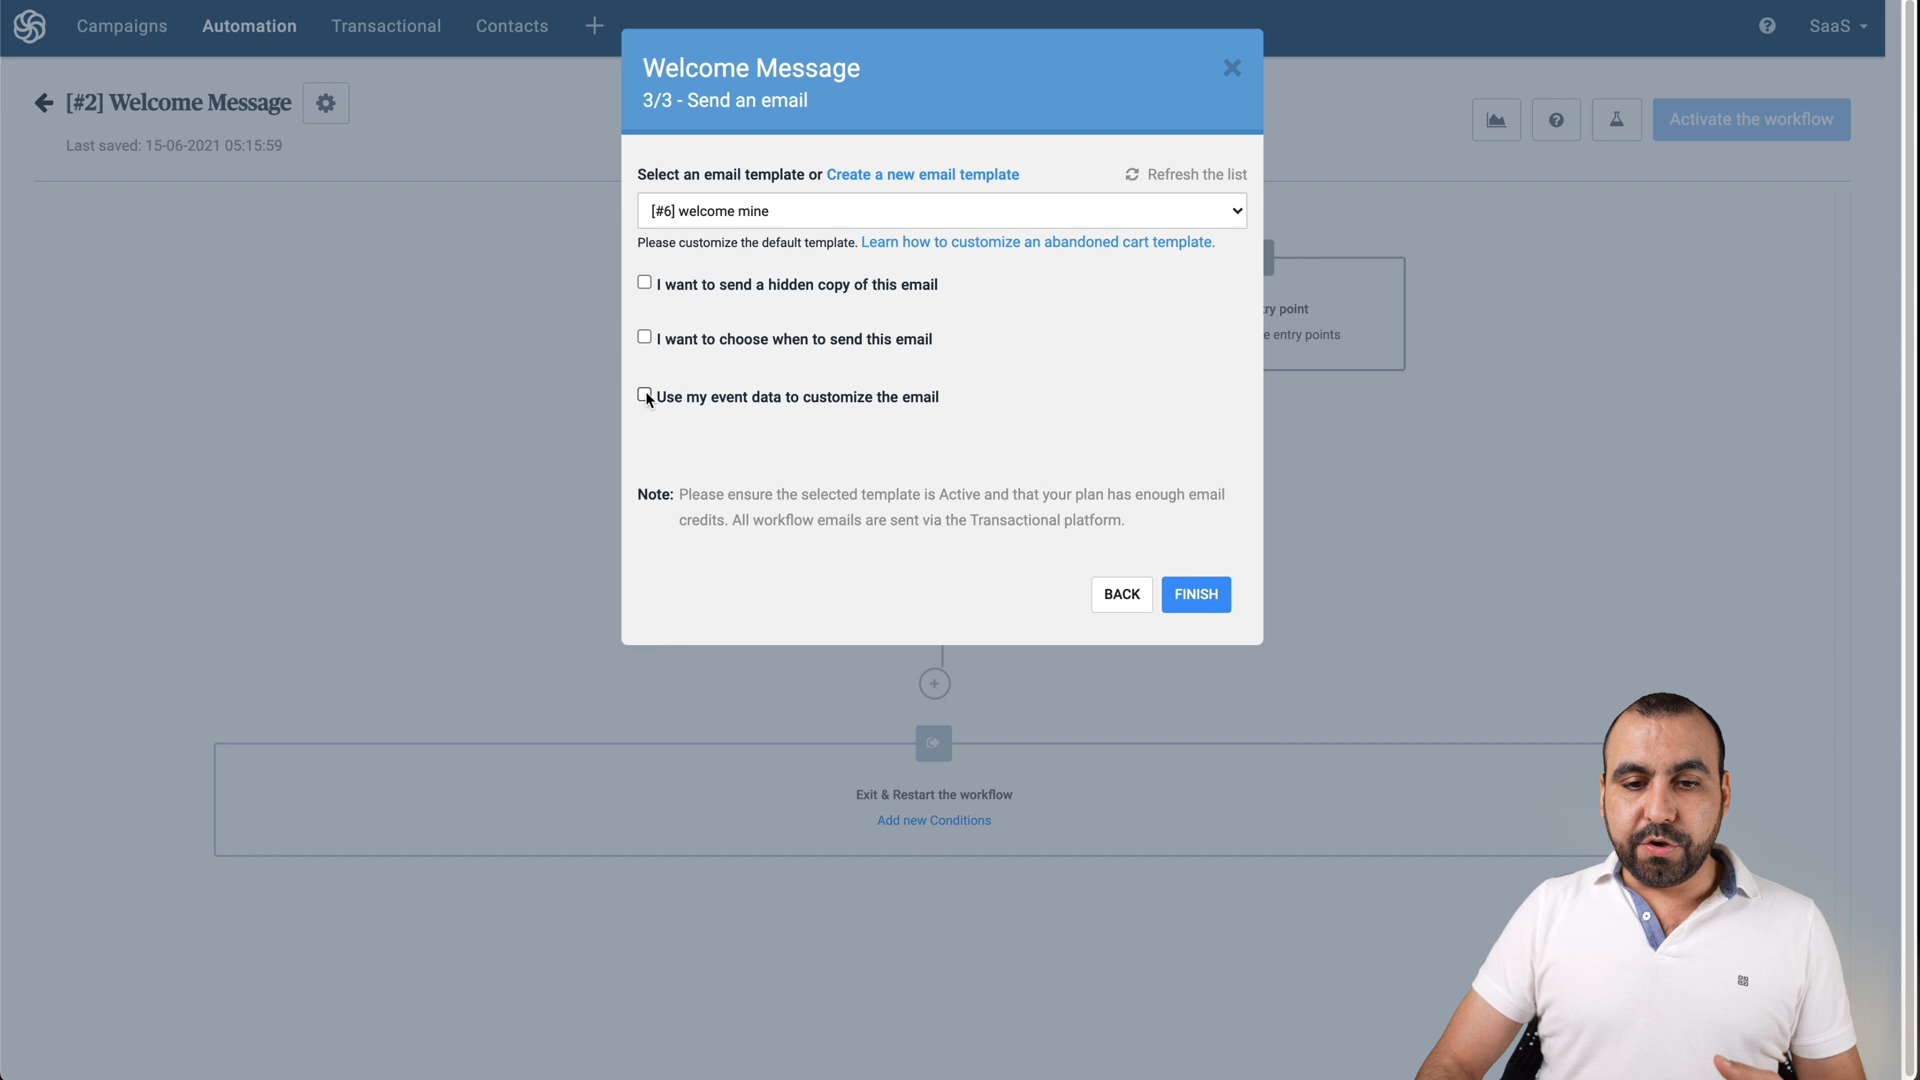 Campaigns
Automation
Transactional
Contacts
SaaS
[#2] Welcome Message
Last saved: 15-06-2021 05:15:59
Activate the workflow
Welcome Message
3/3 - Send an email
Select an email template or Create a new email template
Refresh the list
[#6] welcome mine
Please customize the default template. Learn how to customize an abandoned cart template.
I want to send a hidden copy of this email
I want to choose when to send this email
Use my event data to customize the email
Note: Please ensure the selected template is Active and that your plan has enough email
credits. All workflow emails are sent via the Transactional platform.
BACK
FINISH
point
entry points
Exit & Restart the workflow
Add new Conditions